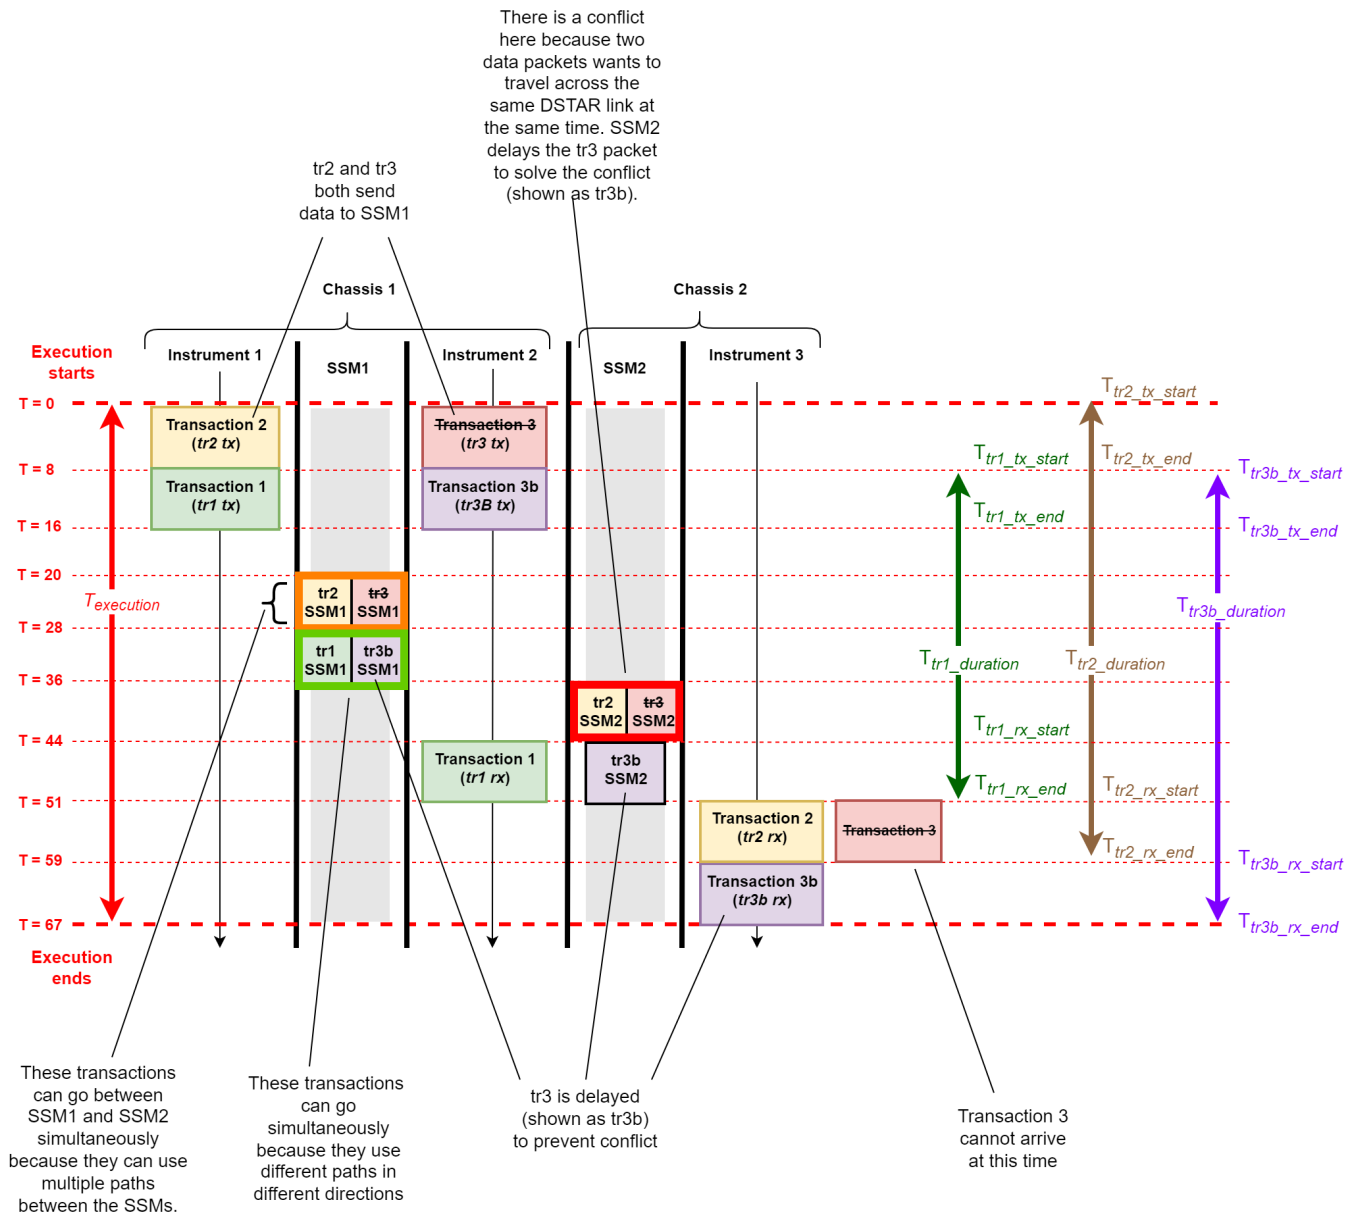 There is a conflict
here because two
data packets wants to
travel across the
same DSTAR link at
the same time. SSM2
delays the tr3 packet
to solve the conflict
(shown as tr3b).
tr2 and tr3
both send
data to SSM1
Chassis 1
Chassis 2
Execution
starts
Instrument 1
SSM1
Instrument 2
SSM2
Instrument 3
T = 0
T = 8
T = 16
T = 20
T = 28
T = 36
T = 44
T = 51
T = 59
T = 67
Texecution
Execution
ends
Transaction 2
(tr2 tx)
Transaction 1
(tr1 tx)
Transaction 3
(tr3 tx)
Transaction 3b
(tr3B tx)
tr2
SSM1
tr3
SSM1
tr1
SSM1
tr3b
SSM1
tr2
SSM2
tr3
SSM2
tr3b
SSM2
Transaction 1
(tr1 rx)
Transaction 2
(tr2 rx)
Transaction 3
Transaction 3b
(tr3b rx)
Ttr1_tx_start
Ttr1_tx_end
Ttr1_duration
Ttr1_rx_start
Ttr1_rx_end
Ttr2_tx_start
Ttr2_tx_end
Ttr2_duration
Ttr2_rx_start
Ttr2_rx_end
Ttr3b_tx_start
Ttr3b_tx_end
Ttr3b_duration
Ttr3b_rx_start
Ttr3b_rx_end
These transactions
can go between
SSM1 and SSM2
simultaneously
because they can use
multiple paths
between the SSMs.
These transactions
can go
simultaneously
because they use
different paths in
different directions
tr3 is delayed
(shown as tr3b)
to prevent conflict
Transaction 3
cannot arrive
at this time